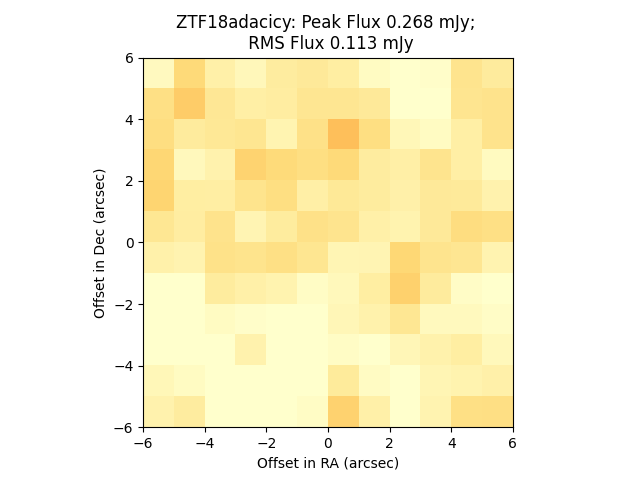 ZTF18adacicy: Peak Flux 0.268 mJy;
RMS Flux 0.113 mJy
6
4
2
0
−2
−4
−6
Offset in Dec (arcsec)
−6 −4 −2 0 2 4 6
Offset in RA (arcsec)